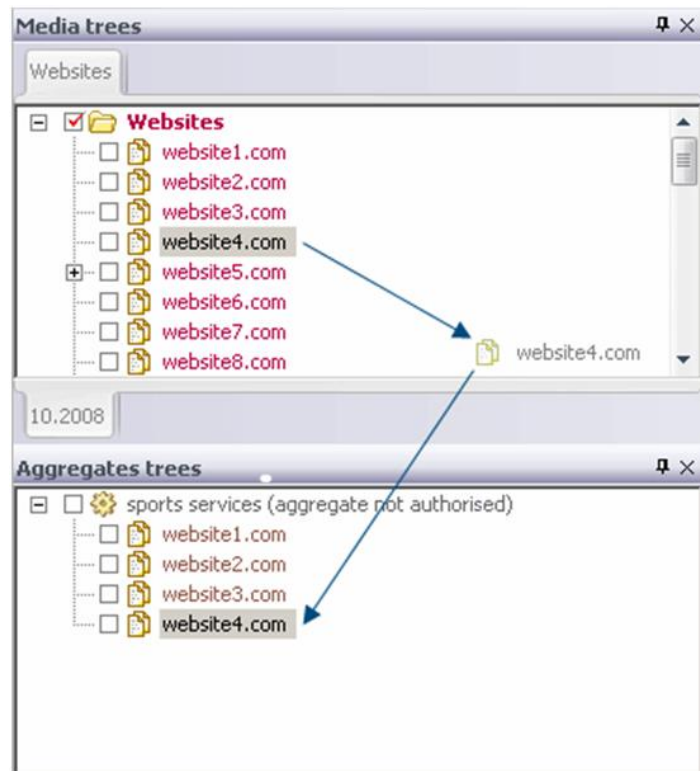 Media trees
Websites
Websites
website1.com
website2.com
website3.com
website4.com
website5.com
website6.com
website7.com
website8.com
website4.com
10.2008
Aggregates trees
sports services (aggregate not authorised)
website1.com
website2.com
website3.com
website4.com